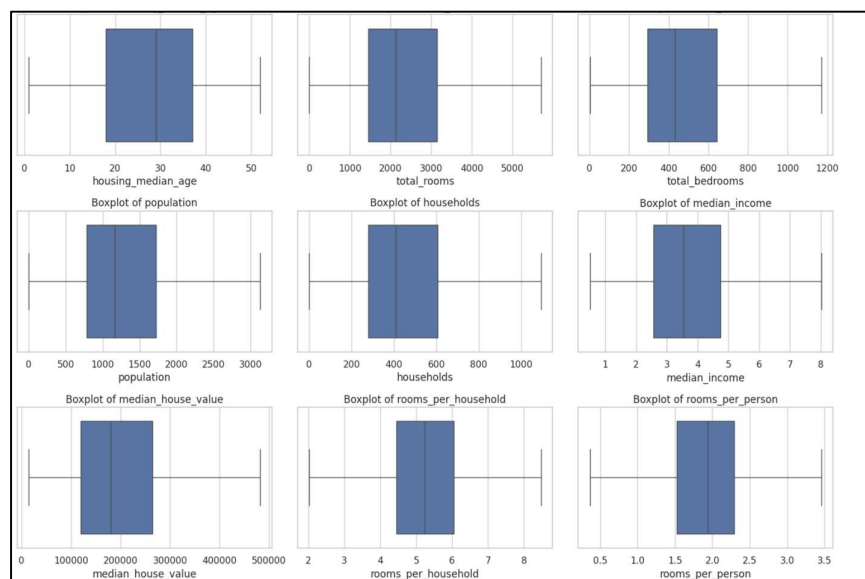 0 10 20 30 40 50
housing_median_age
0 1000 2000 3000 4000 5000
total_rooms
0 200 400 600 800 1000 1200
total_bedrooms
Boxplot of population
0 500 1000 1500 2000 2500 3000
population
Boxplot of households
0 200 400 600 800 1000
households
Boxplot of median_income
1 2 3 4 5 6 7 8
median_income
Boxplot of median_house_value
0 100000 200000 300000 400000 500000
median_house_value
Boxplot of rooms_per_household
2 3 4 5 6 7 8
rooms_per_household
Boxplot of rooms_per_person
0.5 1.0 1.5 2.0 2.5 3.0 3.5
rooms_per_person